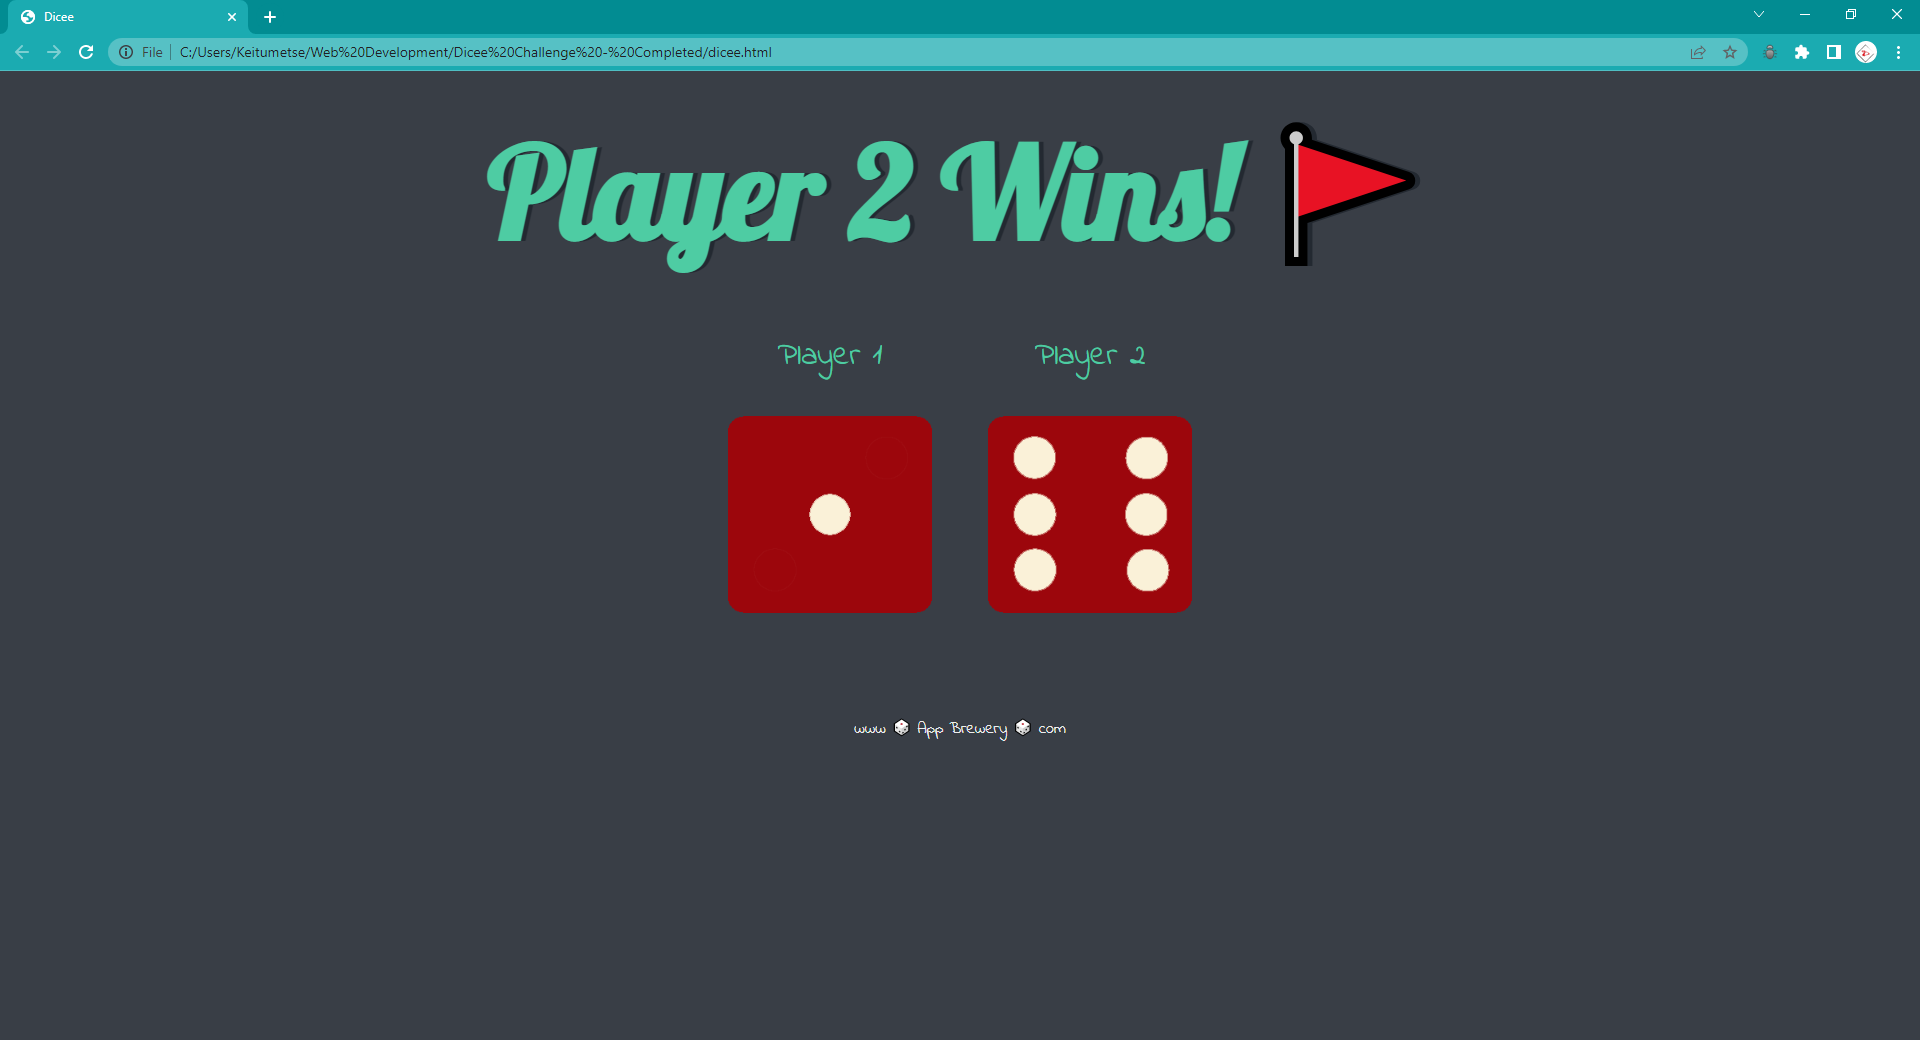 Dicee
File C:/Users/Keitumetse/Web%20Development/Dicee%20Challenge%20-%20Completed/dicee.html
Player 2 Wins! 🚩
Player 1 Player 2
www 🎲 App Brewery 🎲 com